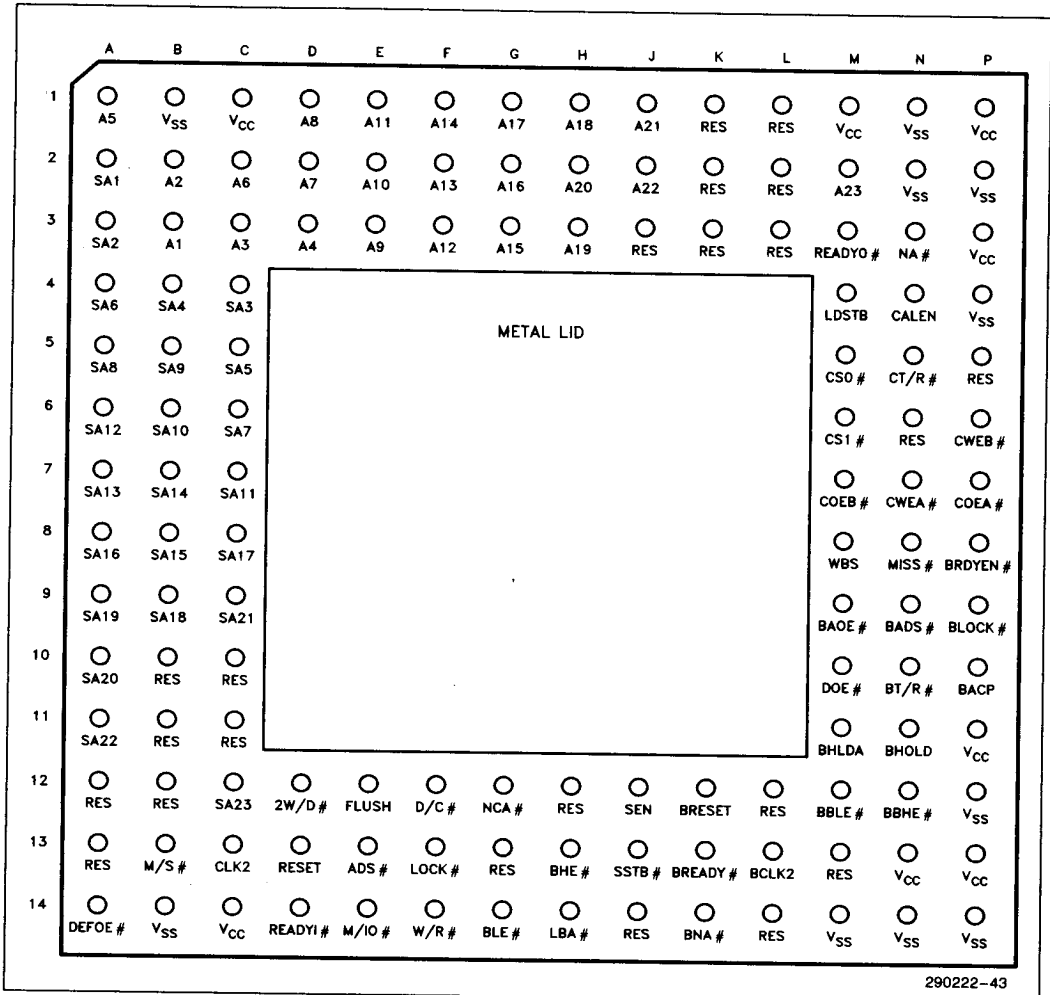 A B C D E F G H J K L M N P
1
A5 VSS VCC A8 A11 A14 A17 A18 A21 RES RES VCC VSS VCC
2
SA1 A2 A6 A7 A10 A13 A16 A20 A22 RES RES A23 VSS VSS
3
SA2 A1 A3 A4 A9 A12 A15 A19 RES RES RES READYO# NA# VCC
4
SA6 SA4 SA3 LDSTB CALEN VSS
METAL LID
5
SA8 SA9 SA5 CS0# CT/R# RES
6
SA12 SA10 SA7 CS1# RES CWEB#
7
SA13 SA14 SA11 COEB# CWEA# COEA#
8
SA16 SA15 SA17 WBS MISS# BRDYEN#
9
SA19 SA18 SA21 BAOE# BADS# BLOCK#
10
SA20 RES RES DOE# BT/R# BACP
11
SA22 RES RES BHLDA BHOLD VCC
12
RES RES SA23 2W/D# FLUSH D/C# NCA# RES SEN BRESET RES BBLE# BBHE# VSS
13
RES M/S# CLK2 RESET ADS# LOCK# RES BHE# SSTB# BREADY# BCLK2 RES VCC VCC
14
DEFOE# VSS VCC READYI# M/IO# W/R# BLE# LBA# RES BNA# RES VSS VSS VSS
290222-43